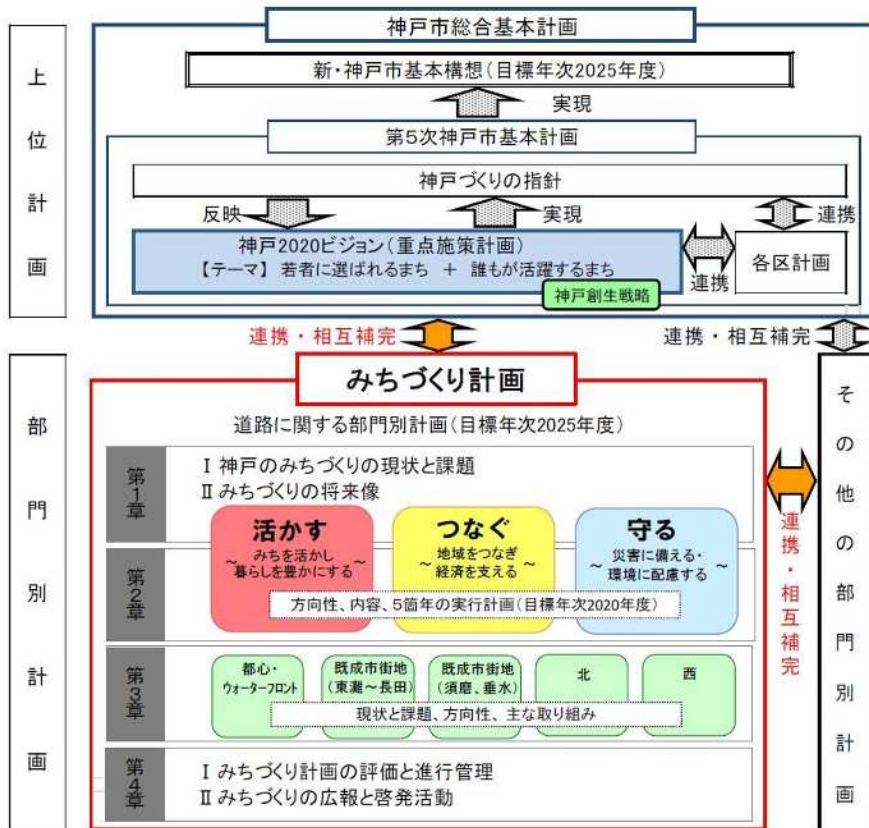 神戸市総合基本計画
上位計画
新・神戸市基本構想(目標年次2025年度)
実現
第5次神戸市基本計画
神戸づくりの指針
反映
実現
連携
神戸2020ビジョン(重点施策計画)
【テーマ】 若者に選ばれるまち + 誰もが活躍するまち
神戸創生戦略
連携
各区計画
連携・相互補完
連携・相互補完
部門別計画
みちづくり計画
道路に関する部門別計画(目標年次2025年度)
第1章
Ⅰ 神戸のみちづくりの現状と課題
Ⅱ みちづくりの将来像
活かす
~ みちを活かし
暮らしを豊かにする ~
つなぐ
~ 地域をつなぎ
経済を支える ~
守る
~ 災害に備える・
環境に配慮する ~
第2章
方向性、内容、5箇年の実行計画(目標年次2020年度)
第3章
都心・
ウォーターフロント
既成市街地
(東灘~長田)
既成市街地
(須磨、垂水)
北
西
現状と課題、方向性、主な取り組み
第4章
Ⅰ みちづくり計画の評価と進行管理
Ⅱ みちづくりの広報と啓発活動
連携・相互補完
その他の部門別計画